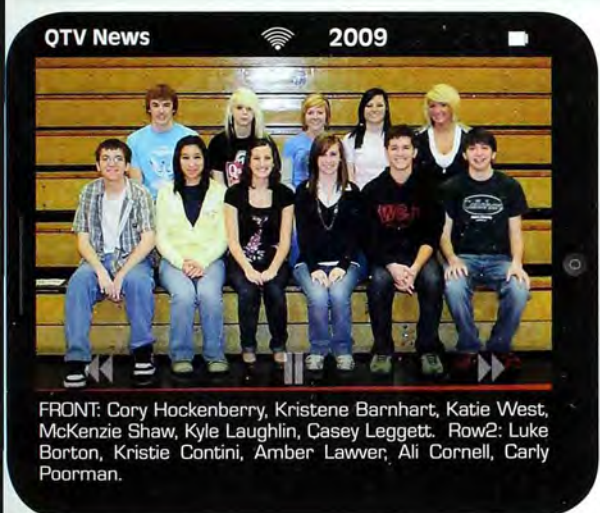 QTV News 2009
FRONT: Cory Hockenberry, Kristene Barnhart, Katie West,
McKenzie Shaw, Kyle Laughlin, Casey Leggett. Row2: Luke
Borton, Kristie Contini, Amber Lawver, Ali Cornell, Carly
Poorman.